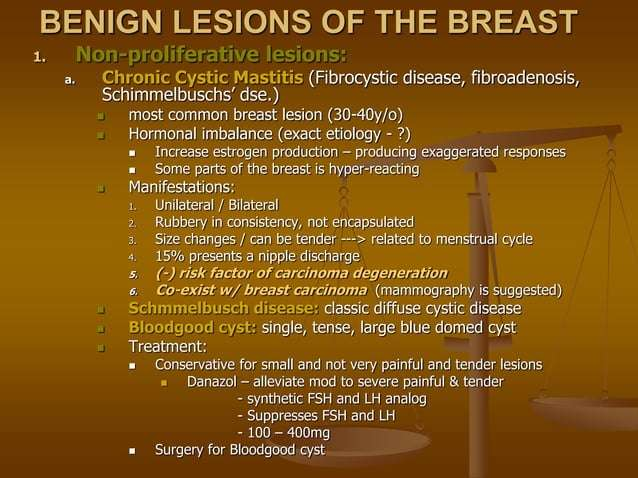 BENIGN LESIONS OF THE BREAST
1. Non-proliferative lesions:
a. Chronic Cystic Mastitis (Fibrocystic disease, fibroadenosis,
Schimmelbuschs’ dse.)
most common breast lesion (30-40y/o)
Hormonal imbalance (exact etiology - ?)
Increase estrogen production – producing exaggerated responses
Some parts of the breast is hyper-reacting
Manifestations:
1. Unilateral / Bilateral
2. Rubbery in consistency, not encapsulated
3. Size changes / can be tender ---> related to menstrual cycle
4. 15% presents a nipple discharge
5. (-) risk factor of carcinoma degeneration
6. Co-exist w/ breast carcinoma (mammography is suggested)
Schmmelbusch disease: classic diffuse cystic disease
Bloodgood cyst: single, tense, large blue domed cyst
Treatment:
Conservative for small and not very painful and tender lesions
Danazol – alleviate mod to severe painful & tender
- synthetic FSH and LH analog
- Suppresses FSH and LH
- 100 – 400mg
Surgery for Bloodgood cyst